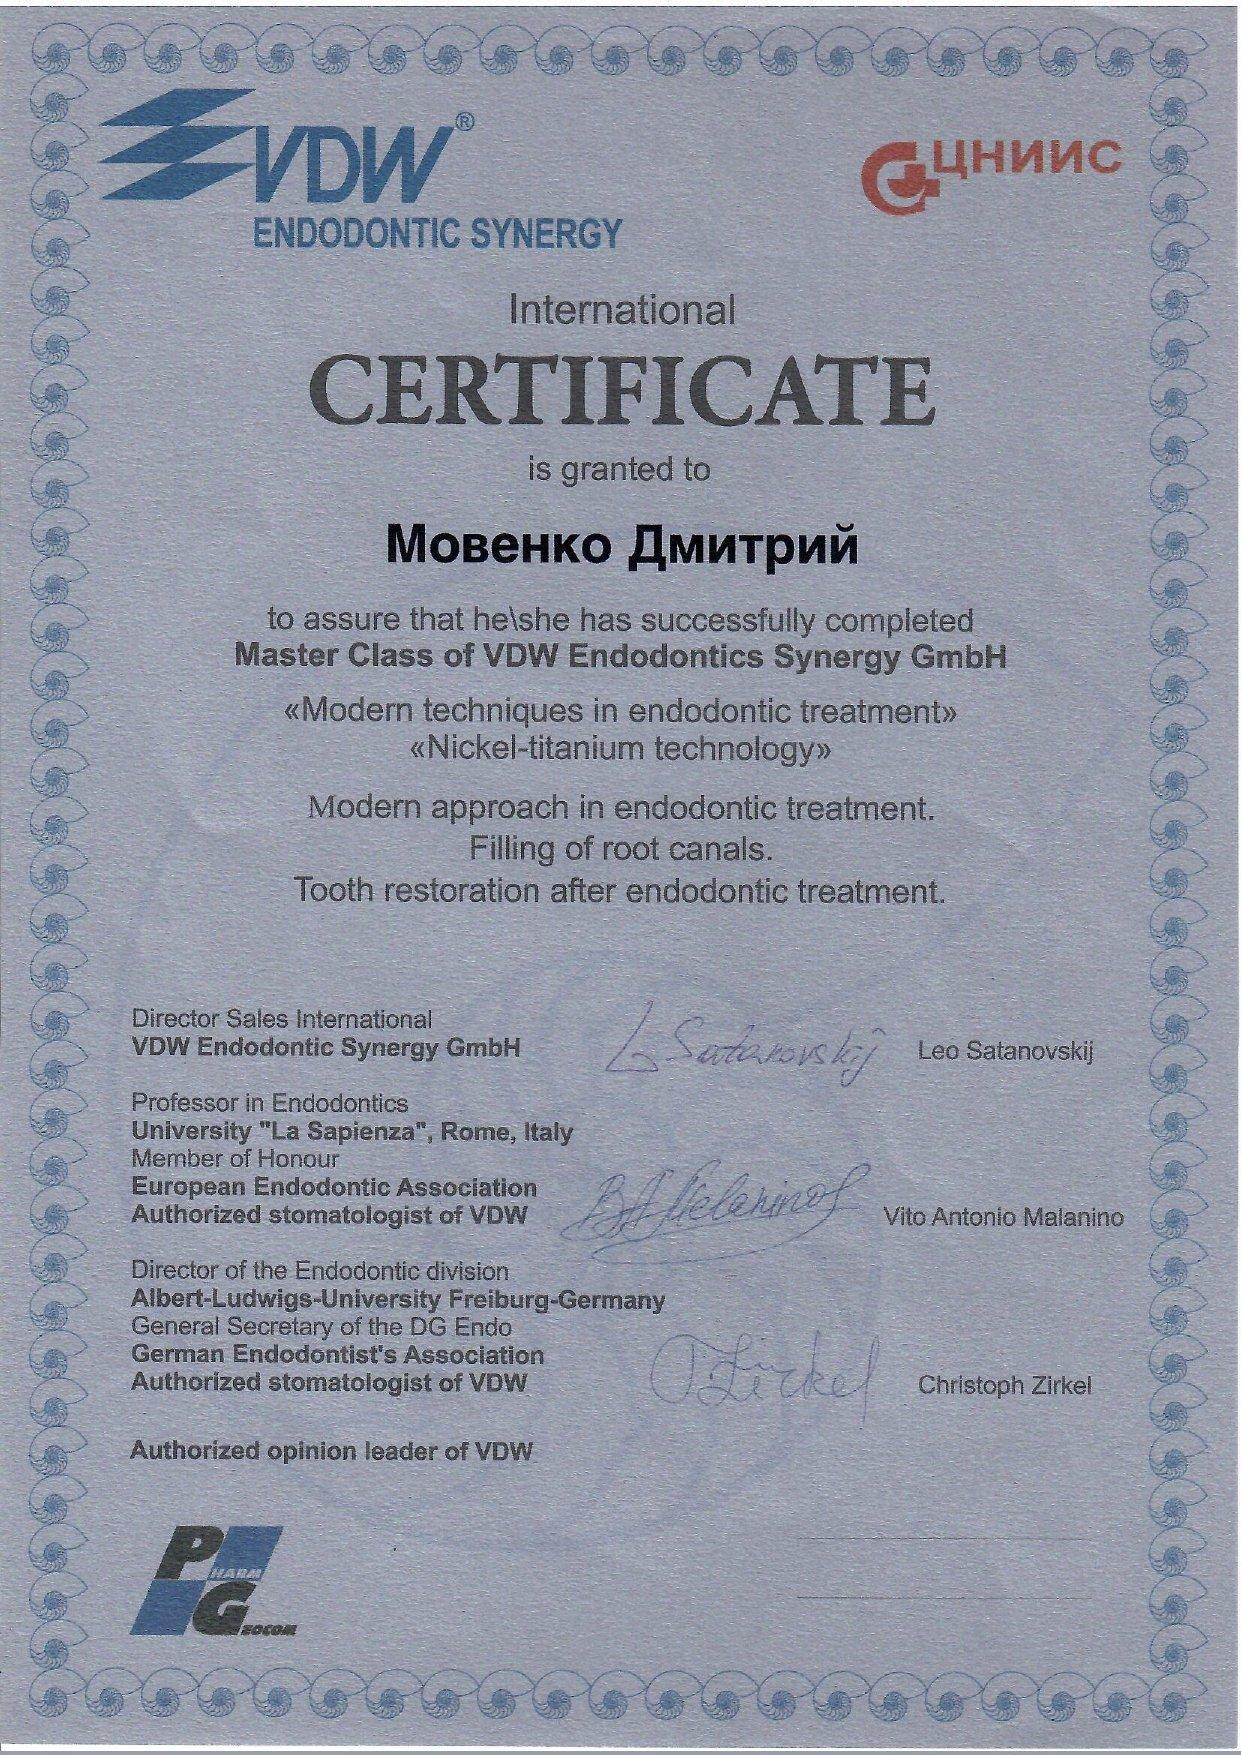 VDW®
ENDODONTIC SYNERGY
ЦНИИС
International
CERTIFICATE
is granted to
Мовенко Дмитрий
to assure that he\she has successfully completed
Master Class of VDW Endodontics Synergy GmbH
«Modern techniques in endodontic treatment»
«Nickel-titanium technology»
Modern approach in endodontic treatment.
Filling of root canals.
Tooth restoration after endodontic treatment.
Director Sales International
VDW Endodontic Synergy GmbH
L Satanovskij
Leo Satanovskij
Professor in Endodontics
University "La Sapienza", Rome, Italy
Member of Honour
European Endodontic Association
Authorized stomatologist of VDW
Vito Antonio Malanino
Director of the Endodontic division
Albert-Ludwigs-University Freiburg-Germany
General Secretary of the DG Endo
German Endodontist's Association
Authorized stomatologist of VDW
Zirkel
Christoph Zirkel
Authorized opinion leader of VDW
PHARM
GEOCOM